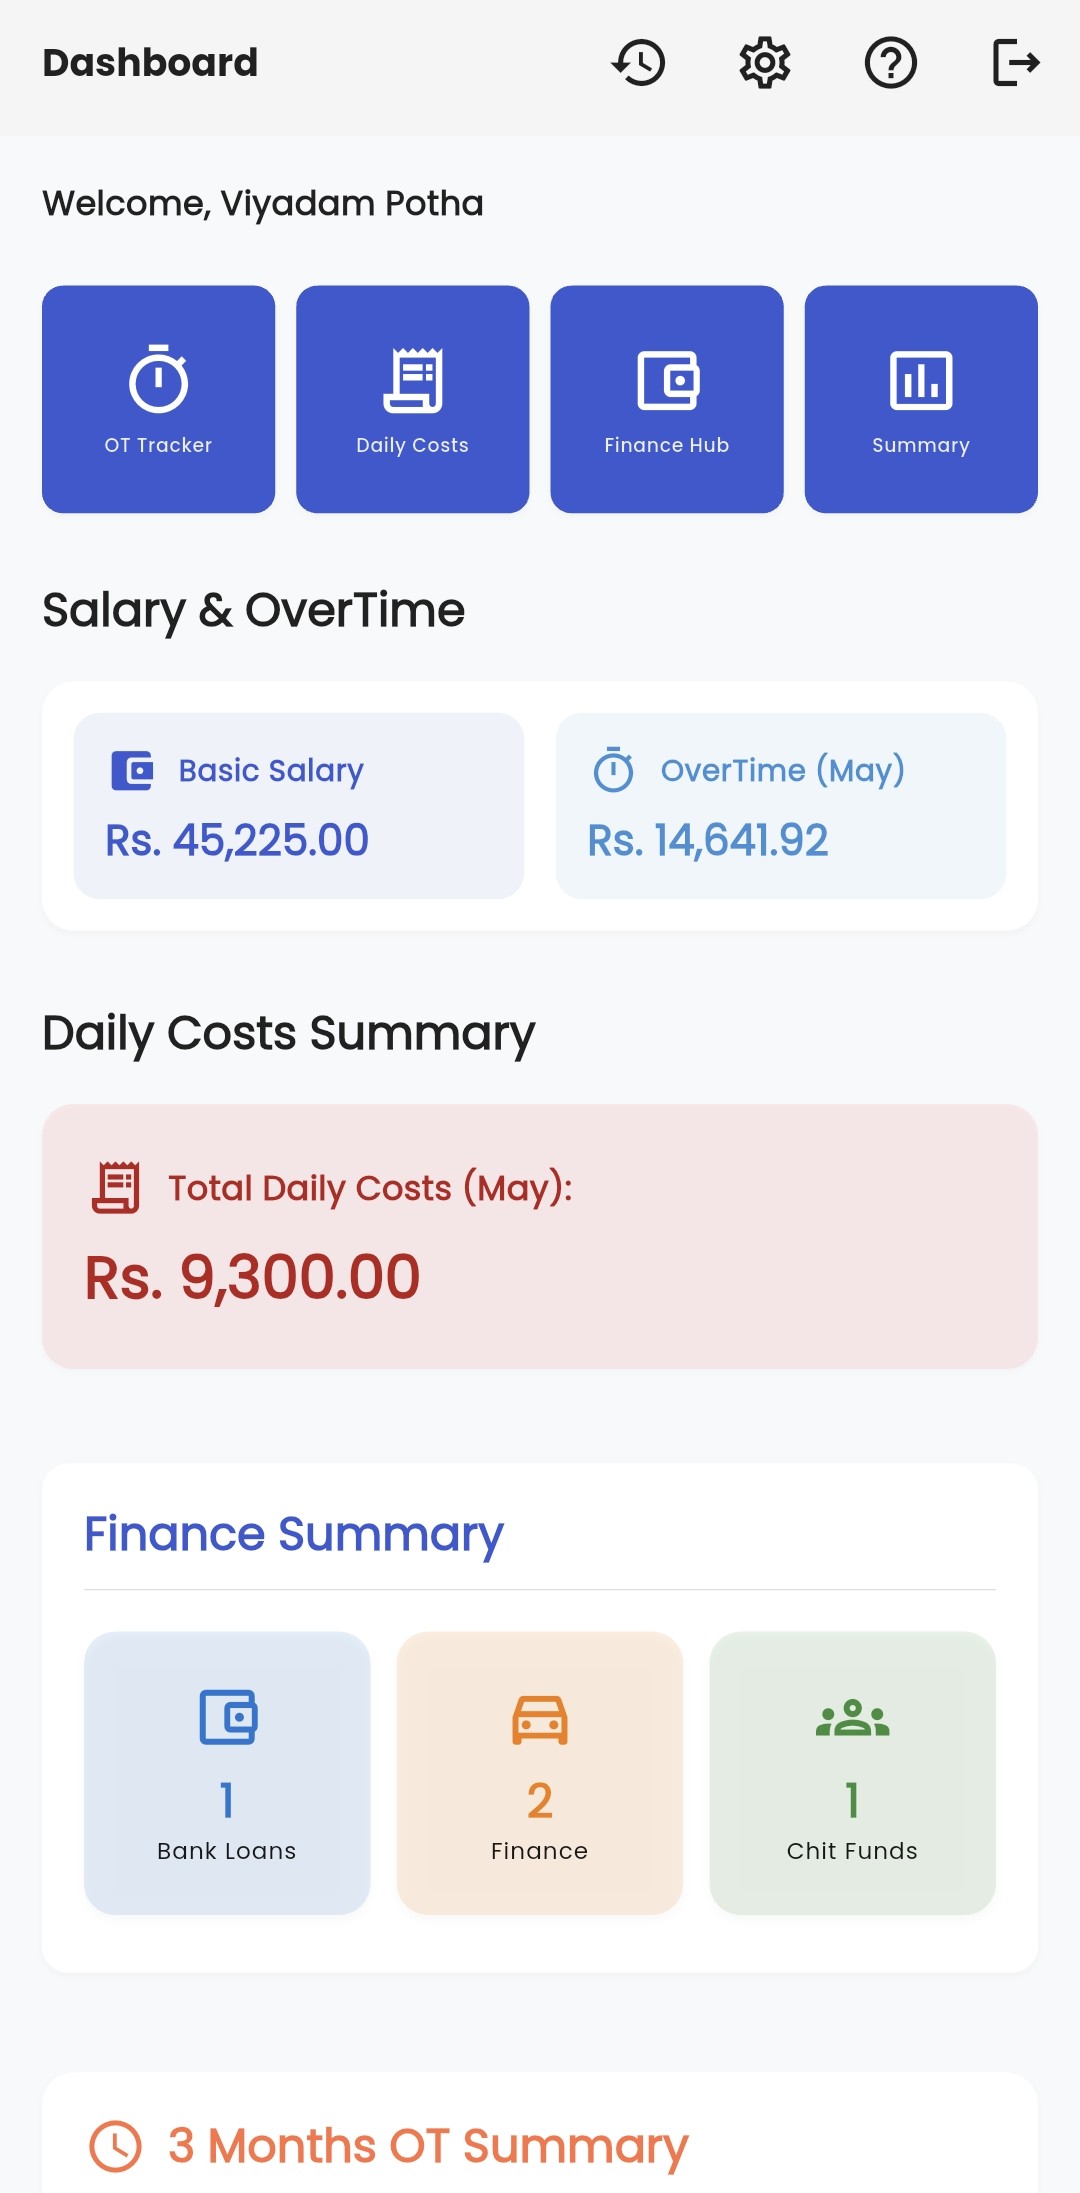 Dashboard
Welcome, Viyadam Potha
OT Tracker
Daily Costs
Finance Hub
Summary
Salary & OverTime
Basic Salary
Rs. 45,225.00
OverTime (May)
Rs. 14,641.92
Daily Costs Summary
Total Daily Costs (May):
Rs. 9,300.00
Finance Summary
1
Bank Loans
2
Finance
1
Chit Funds
3 Months OT Summary